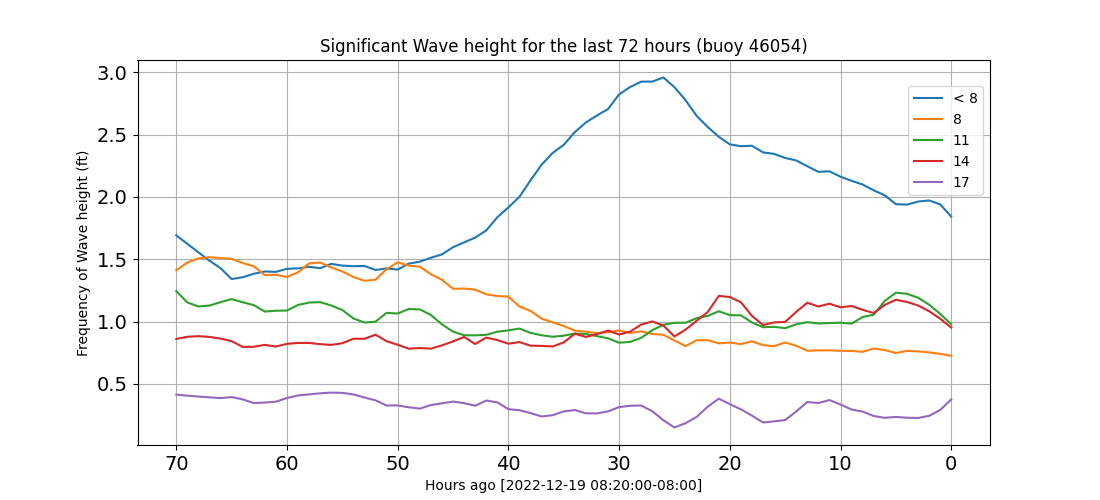 Significant Wave height for the last 72 hours (buoy 46054)
Frequency of Wave height (ft)
3.0
2.5
2.0
1.5
1.0
0.5
< 8
8
11
14
17
70 60 50 40 30 20 10 0
Hours ago [2022-12-19 08:20:00-08:00]